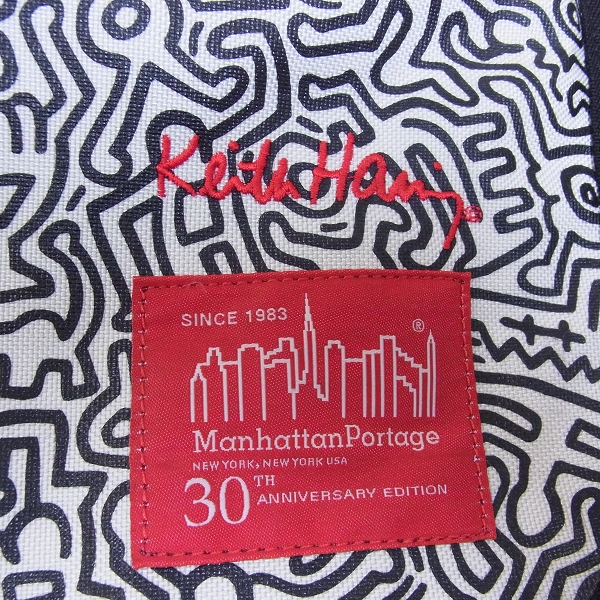 Keith Haring®
SINCE 1983
®
ManhattanPortage
NEW YORK, NEW YORK USA
30TH ANNIVERSARY EDITION